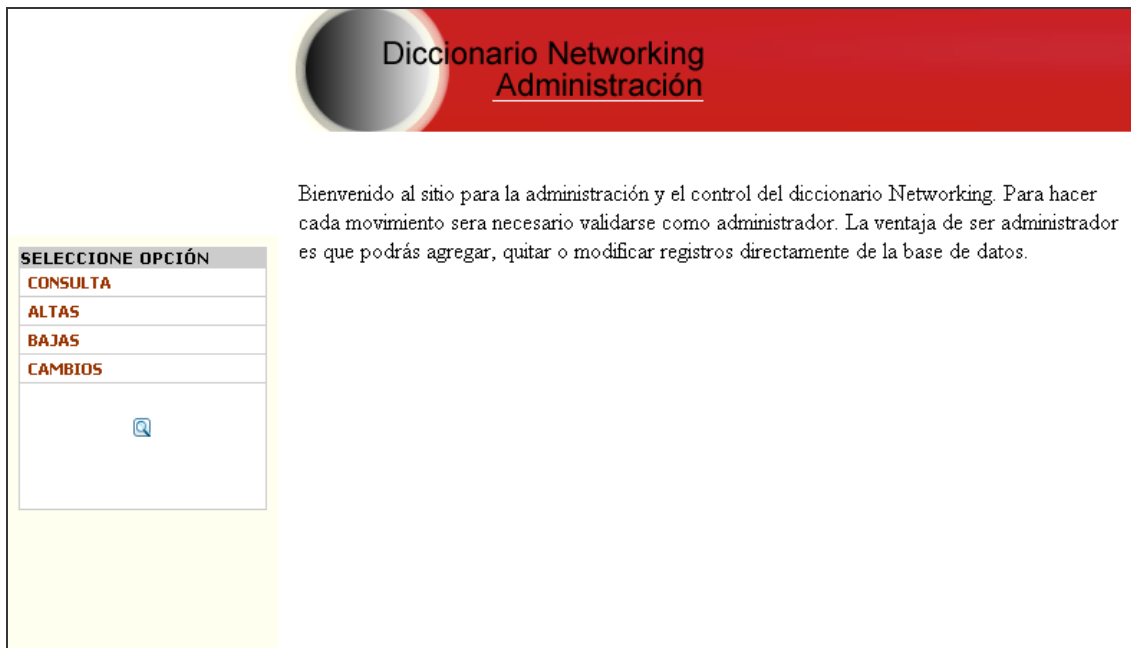 Diccionario Networking
Administración
Bienvenido al sitio para la administración y el control del diccionario Networking. Para hacer
cada movimiento sera necesario validarse como administrador. La ventaja de ser administrador
es que podrás agregar, quitar o modificar registros directamente de la base de datos.
SELECCIONE OPCIÓN
CONSULTA
ALTAS
BAJAS
CAMBIOS